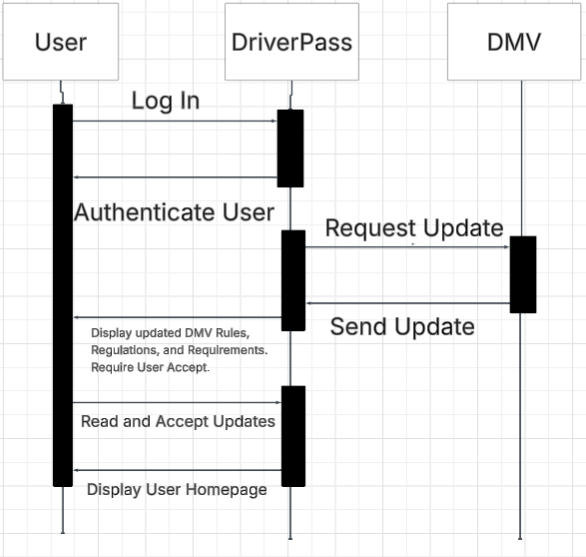 User
DriverPass
DMV
Log In
Authenticate User
Request Update
Send Update
Display updated DMV Rules,
Regulations, and Requirements.
Require User Accept.
Read and Accept Updates
Display User Homepage